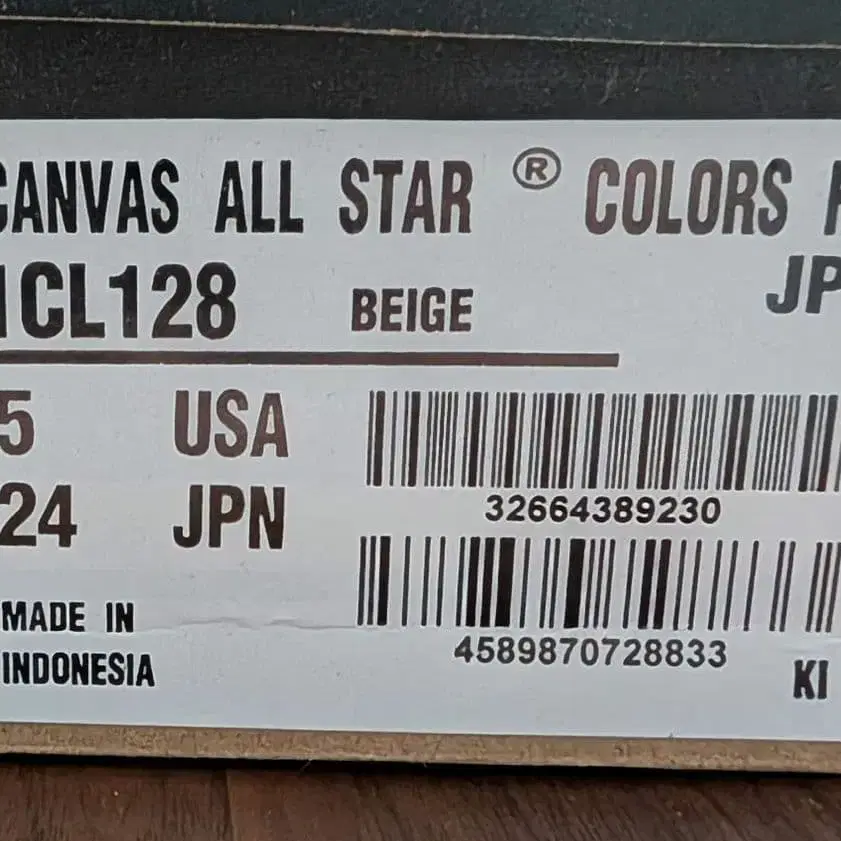 CANVAS ALL STAR ® COLORS
1CL128 BEIGE JP
5 USA
24 JPN
32664389230
4589870728833
MADE IN
INDONESIA
KI